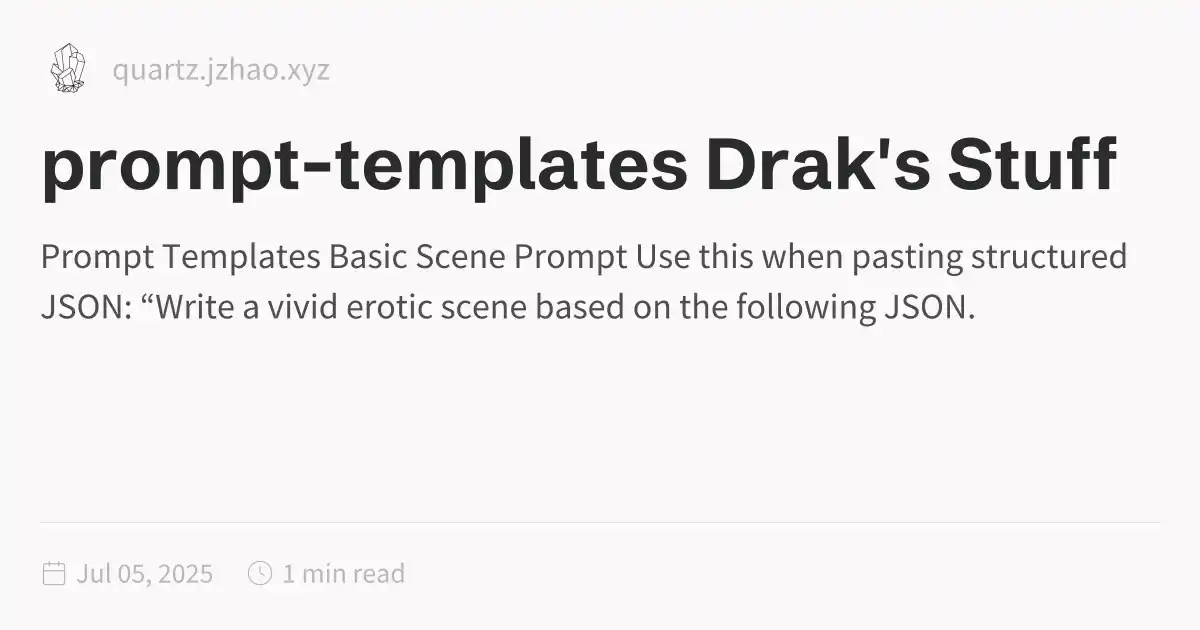 quartz.jzhao.xyz
prompt-templates Drak's Stuff
Prompt Templates Basic Scene Prompt Use this when pasting structured
JSON: “Write a vivid erotic scene based on the following JSON.
Jul 05, 2025 1 min read